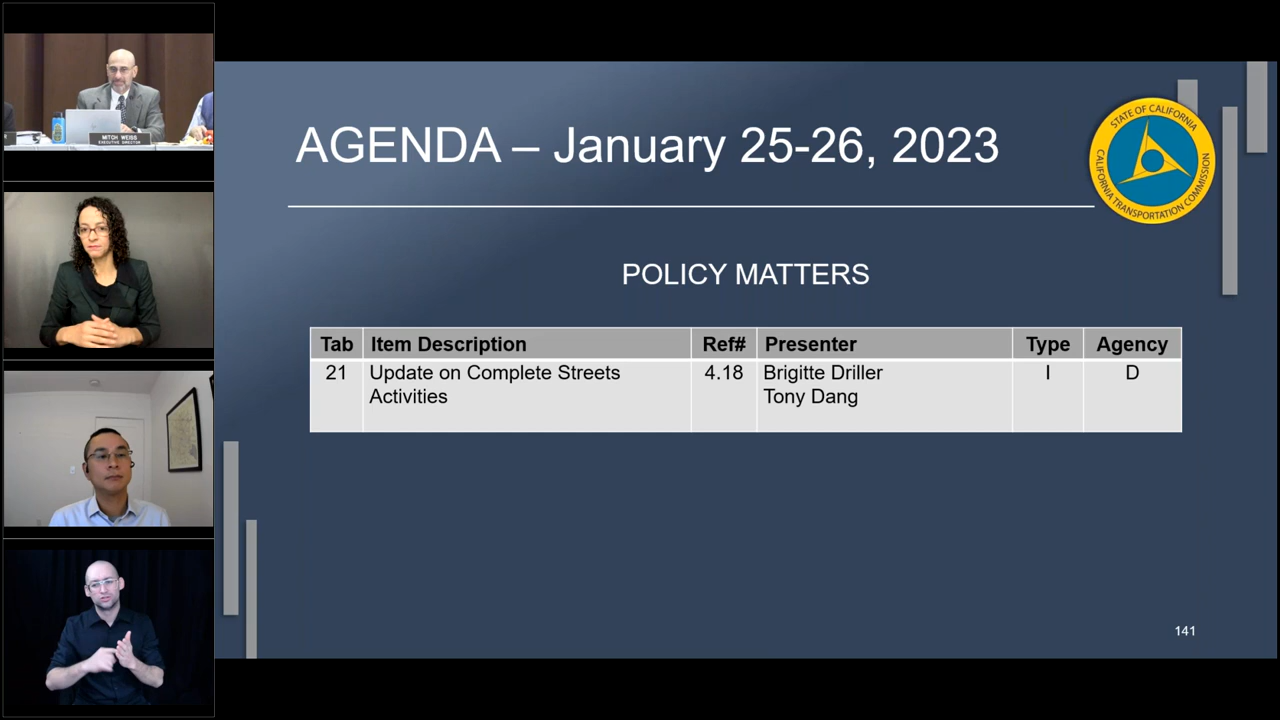 MITCH WEISS
EXECUTIVE DIRECTOR
AGENDA – January 25-26, 2023
STATE OF CALIFORNIA
CALIFORNIA TRANSPORTATION COMMISSION
POLICY MATTERS
Tab Item Description Ref# Presenter Type Agency
21 Update on Complete Streets 4.18 Brigitte Driller I D
Activities Tony Dang
141